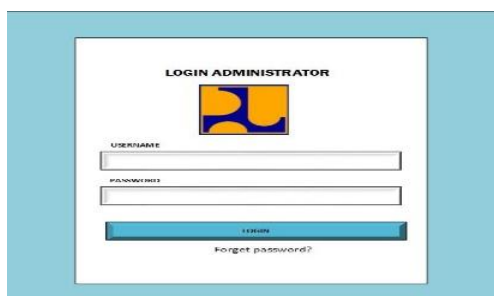 LOGIN ADMINISTRATOR
USERNAME
PASSWORD
LOGIN
Forget password?